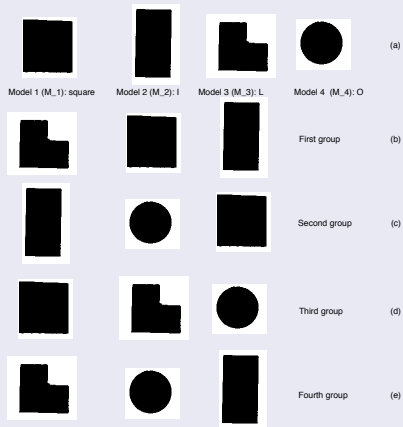 (a)
Model 1 (M_1): square Model 2 (M_2): I Model 3 (M_3): L Model 4 (M_4): O
First group (b)
Second group (c)
Third group (d)
Fourth group (e)